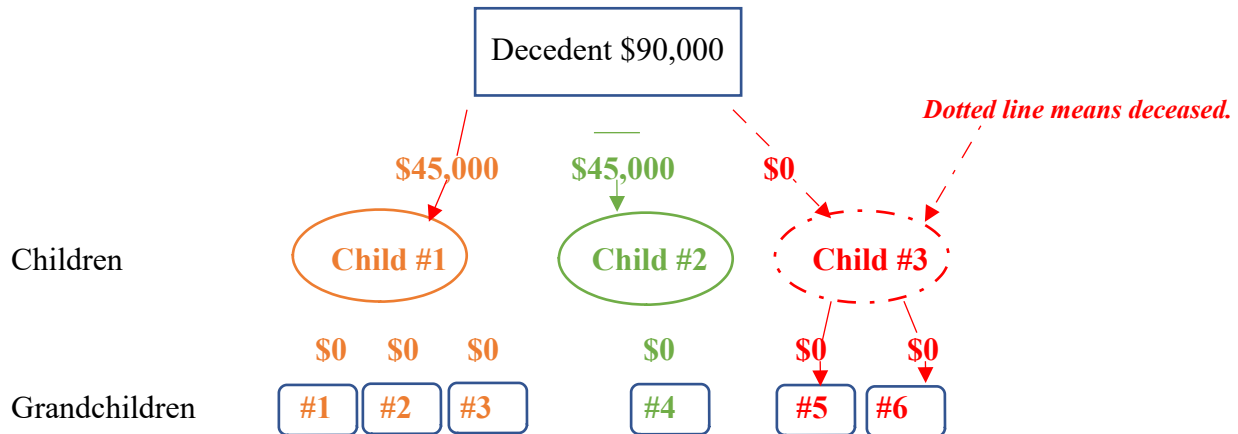 Decedent $90,000
Dotted line means deceased.
$45,000 $45,000 $0
Children Child #1 Child #2 Child #3
$0 $0 $0 $0 $0 $0
Grandchildren #1 #2 #3 #4 #5 #6